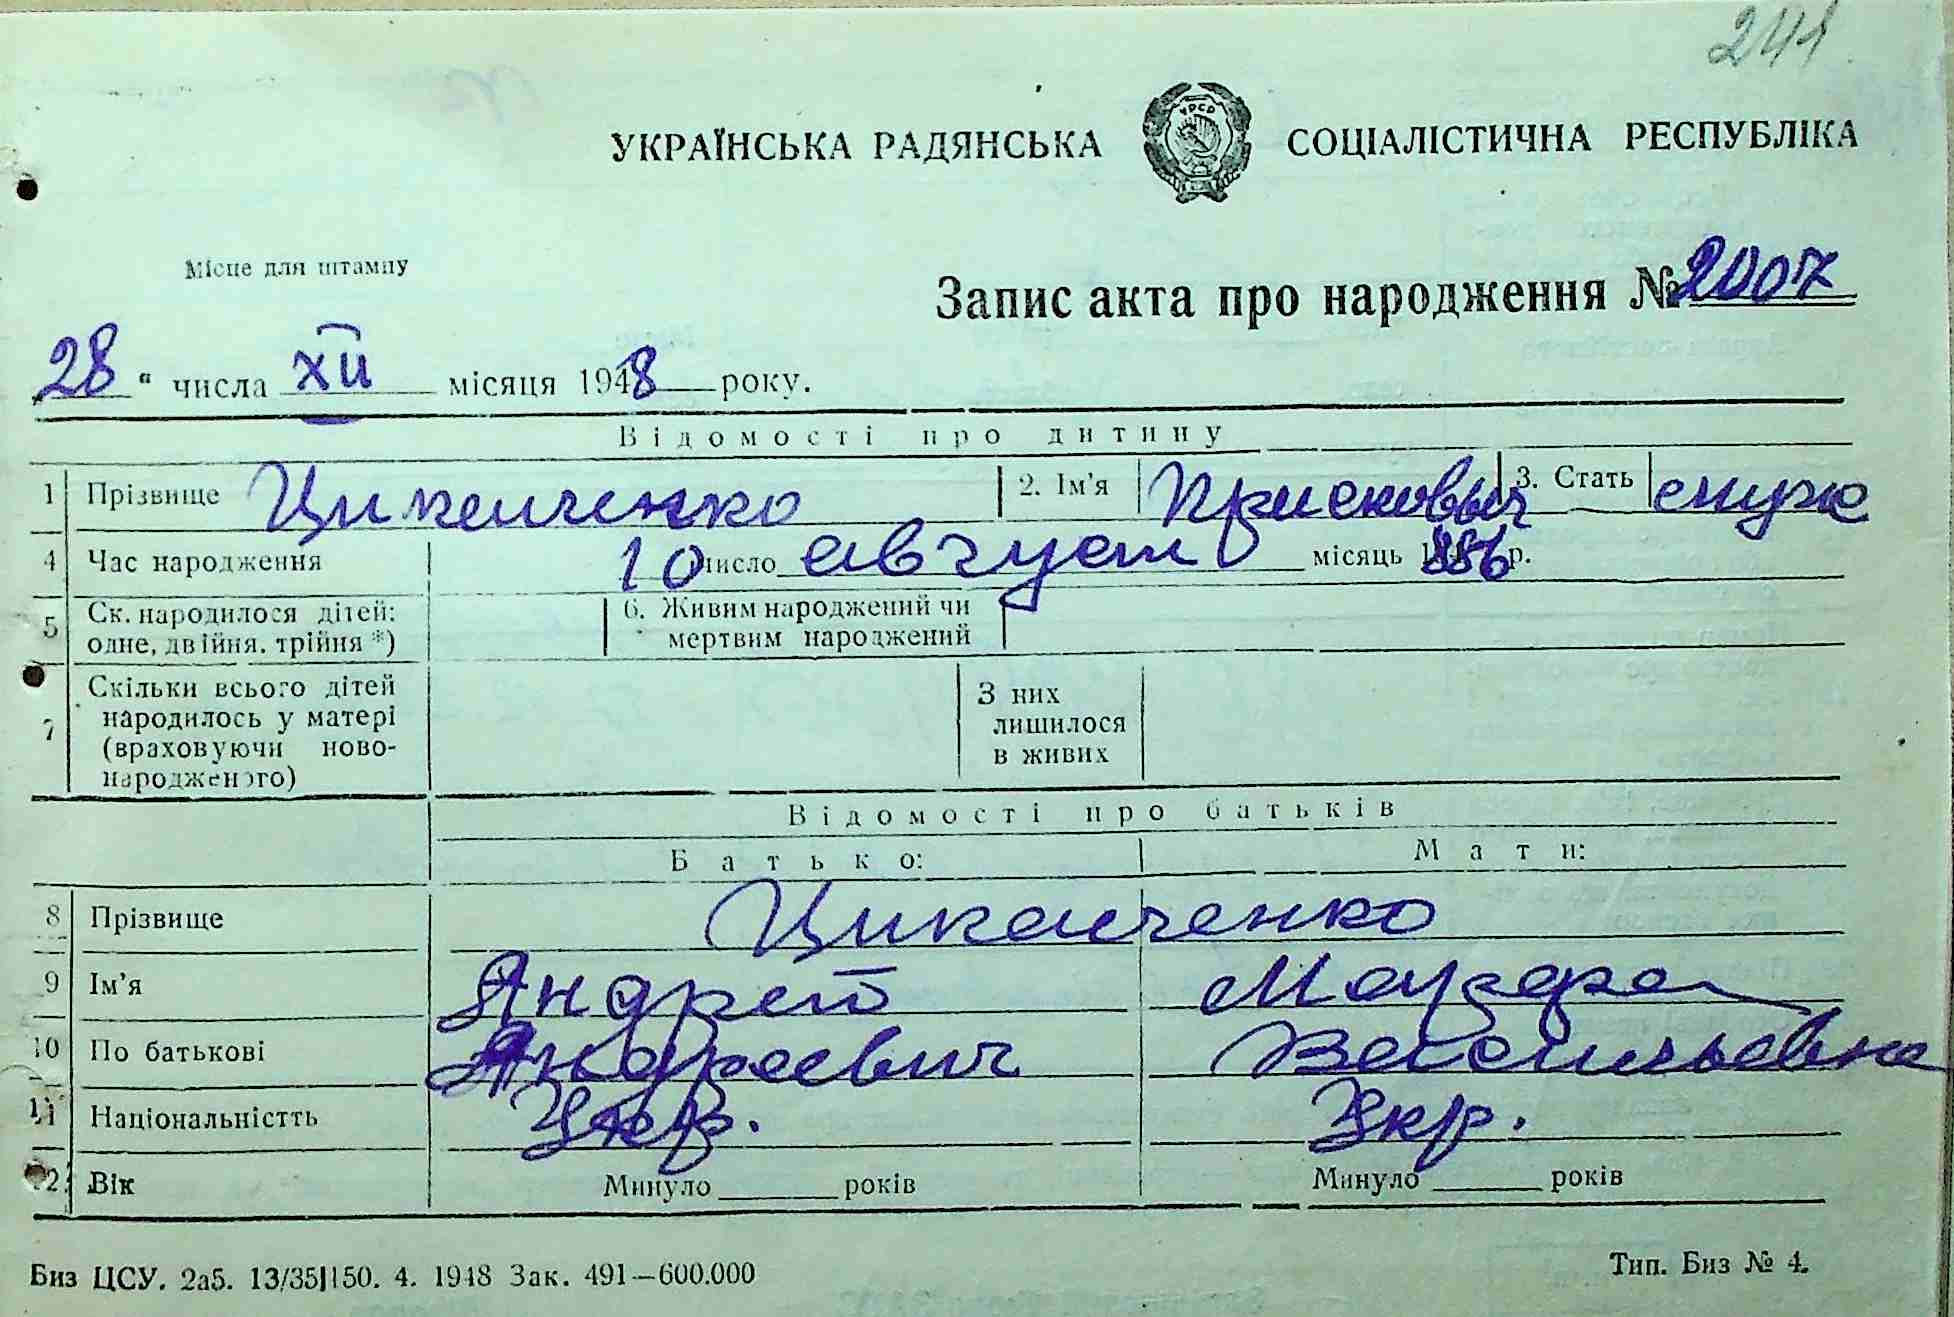 241
УКРАЇНСЬКА РАДЯНСЬКА СОЦІАЛІСТИЧНА РЕСПУБЛІКА
УРСР
Місце для штампу
Запис акта про народження № 2007
28 " числа XII місяця 1948 року.
Відомості про дитину
1 Прізвище 2. Ім'я 3. Стать муж
4 Час народження 10 число август місяць 1886 р.
5 Ск. народилося дітей: одне, двійня, трійня *) 6. Живим народжений чи мертвим народжений
7 Скільки всього дітей народилось у матері (враховуючи новонародженого) З них лишилося в живих
Відомості про батьків
Батько: Мати:
8 Прізвище
9 Ім'я Андрей
10 По батькові Андреевич Васильевна
11 Національністть Укр. Укр.
12 Вік Минуло років Минуло років
Биз ЦСУ. 2а5. 13/35|150. 4. 1948 Зак. 491—600.000 Тип. Биз № 4.